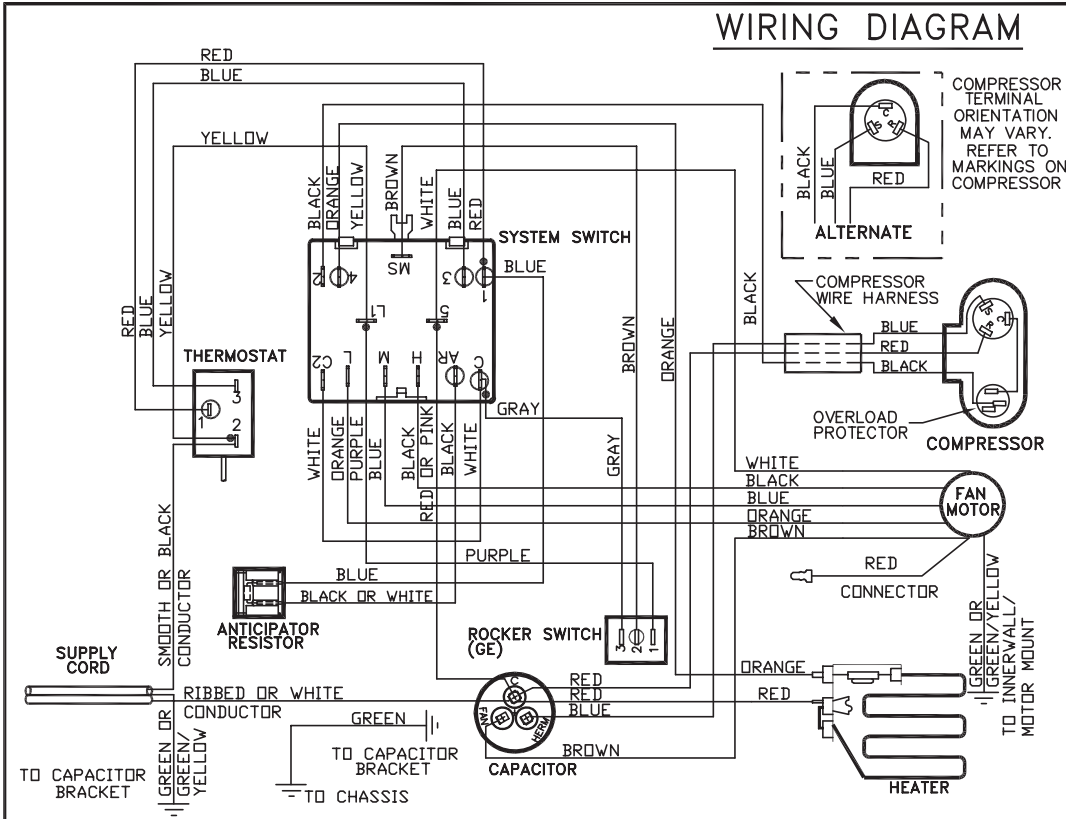 WIRING DIAGRAM
RED
BLUE
YELLOW
BLACK
ORANGE
YELLOW
BROWN
WHITE
BLUE
RED
SYSTEM SWITCH
BLUE
2
4
MS
3
1
L1
5
C2
L
M
H
AR
C
COMPRESSOR
TERMINAL
ORIENTATION
MAY VARY.
REFER TO
MARKINGS ON
COMPRESSOR
C
S
R
BLACK
BLUE
RED
ALTERNATE
RED
BLUE
YELLOW
THERMOSTAT
3
1
2
BLACK
BROWN
ORANGE
COMPRESSOR
WIRE HARNESS
BLUE
RED
BLACK
S
C
R
OVERLOAD
PROTECTOR
COMPRESSOR
GRAY
GRAY
WHITE
ORANGE
PURPLE
BLUE
BLACK
RED OR PINK
BLACK
WHITE
WHITE
BLACK
BLUE
ORANGE
BROWN
FAN
MOTOR
RED
CONNECTOR
GREEN OR
GREEN/YELLOW
TO INNERWALL/
MOTOR MOUNT
PURPLE
BLUE
BLACK OR WHITE
ANTICIPATOR
RESISTOR
ROCKER SWITCH
(GE)
3
2
1
SMOOTH OR BLACK
CONDUCTOR
SUPPLY
CORD
RIBBED OR WHITE
CONDUCTOR
GREEN OR
GREEN/
YELLOW
TO CAPACITOR
BRACKET
GREEN
TO CAPACITOR
BRACKET
TO CHASSIS
C
FAN
HERM
CAPACITOR
RED
RED
BLUE
BROWN
ORANGE
RED
HEATER